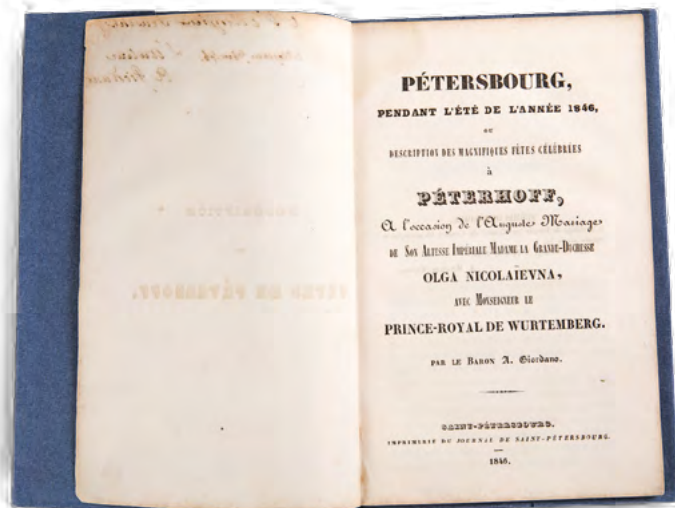 PÉTERSBOURG,
PENDANT L'ÉTÉ DE L'ANNÉE 1846,
ou
DESCRIPTION DES MAGNIFIQUES FÊTES CÉLÉBRÉES
à
PÉTERHOFF,
A l'occasion de l'Auguste Mariage
DE SON ALTESSE IMPÉRIALE MADAME LA GRANDE-DUCHESSE
OLGA NICOLAÏEVNA,
AVEC MONSEIGNEUR LE
PRINCE-ROYAL DE WURTEMBERG.
PAR LE BARON A. Giordano.
SAINT-PÉTERSBOURG.
IMPRIMERIE DU JOURNAL DE SAINT-PÉTERSBOURG.
1846.